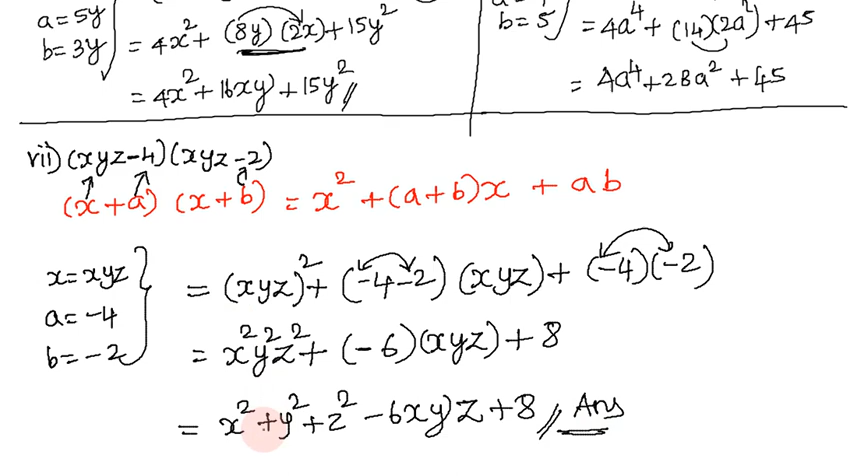 a = 5y
b = 3y
= 4x² + (8y) (2x) + 15y²
= 4x² + 16xy + 15y² //
b = 5
= 4a⁴ + (14)(2a²) + 45
= 4a⁴ + 28a² + 45
vii) (xyz - 4) (xyz - 2)
(x + a) (x + b) = x² + (a + b)x + ab
x = xyz
a = -4
b = -2
= (xyz)² + (-4 - 2) (xyz) + (-4)(-2)
= x²y²z² + (-6)(xyz) + 8
= x² + y² + z² - 6xyz + 8 // Ans